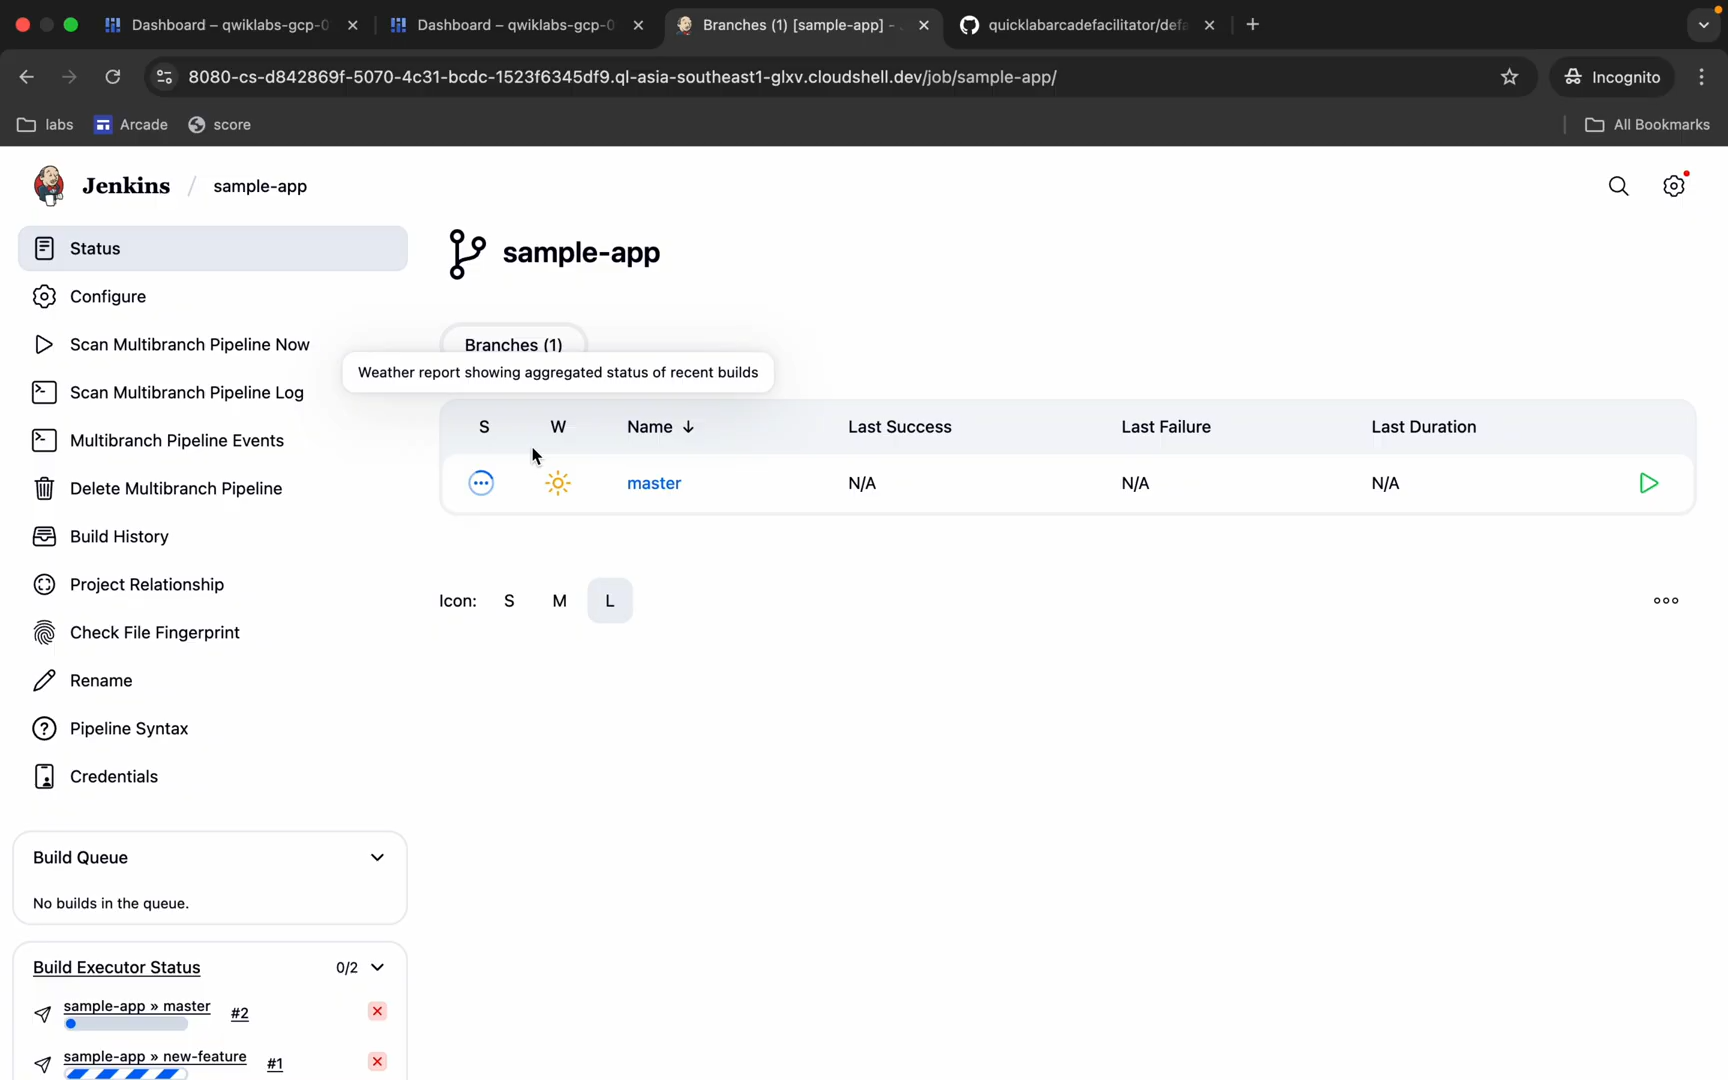 Dashboard – qwiklabs-gcp-0
Dashboard – qwiklabs-gcp-0
Branches (1) [sample-app] -
quicklabarcadefacilitator/defa
8080-cs-d842869f-5070-4c31-bcdc-1523f6345df9.ql-asia-southeast1-glxv.cloudshell.dev/job/sample-app/
Incognito
labs
Arcade
score
All Bookmarks
Jenkins / sample-app
Status
Configure
Scan Multibranch Pipeline Now
Scan Multibranch Pipeline Log
Multibranch Pipeline Events
Delete Multibranch Pipeline
Build History
Project Relationship
Check File Fingerprint
Rename
Pipeline Syntax
Credentials
Build Queue
No builds in the queue.
Build Executor Status 0/2
sample-app » master #2
sample-app » new-feature #1
sample-app
Branches (1)
Weather report showing aggregated status of recent builds
S W Name ↓ Last Success Last Failure Last Duration
master N/A N/A N/A
Icon: S M L